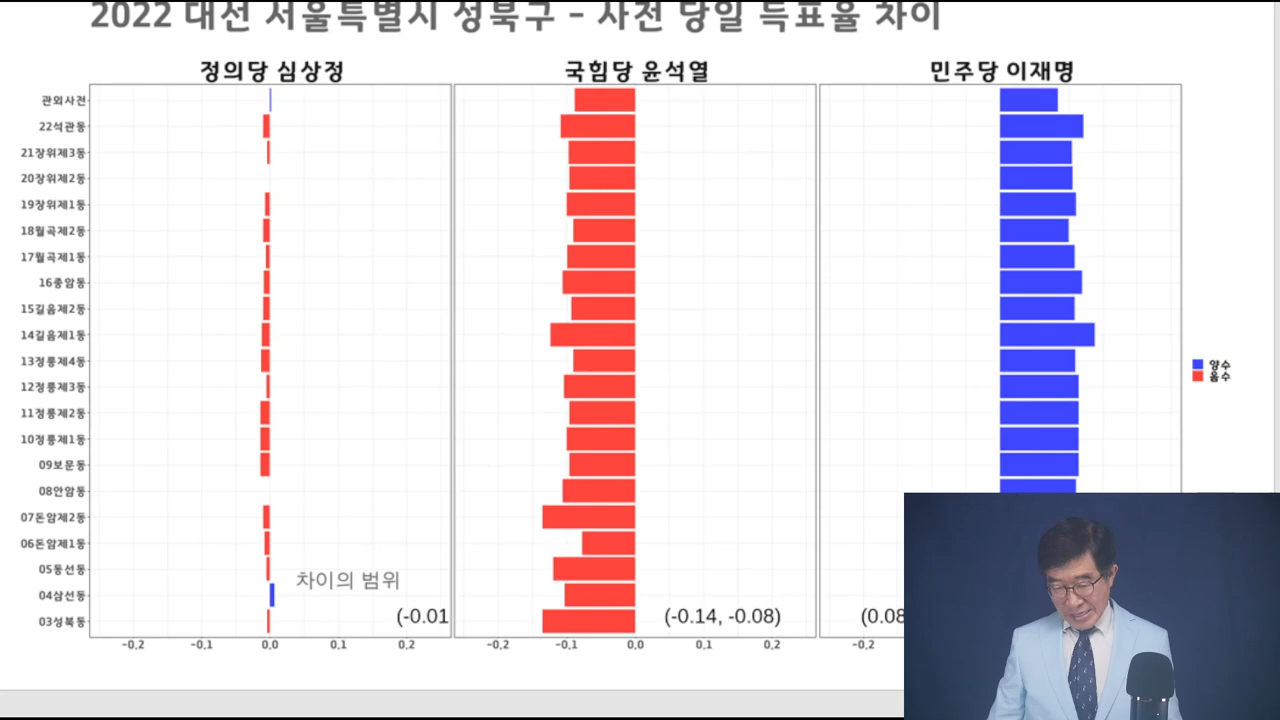 2022 대선 서울특별시 성북구 - 사전 당일 득표율 차이
정의당 심상정
국힘당 윤석열
민주당 이재명
관외사전
22석관동
21장위제3동
20장위제2동
19장위제1동
18월곡제2동
17월곡제1동
16종암동
15길음제2동
14길음제1동
13정릉제4동
12정릉제3동
11정릉제2동
10정릉제1동
09보문동
08안암동
07돈암제2동
06돈암제1동
05동선동
04삼선동
03성북동
차이의 범위
(-0.01
(-0.14, -0.08)
(0.08
-0.2 -0.1 0.0 0.1 0.2
-0.2 -0.1 0.0 0.1 0.2
-0.2
양수
음수